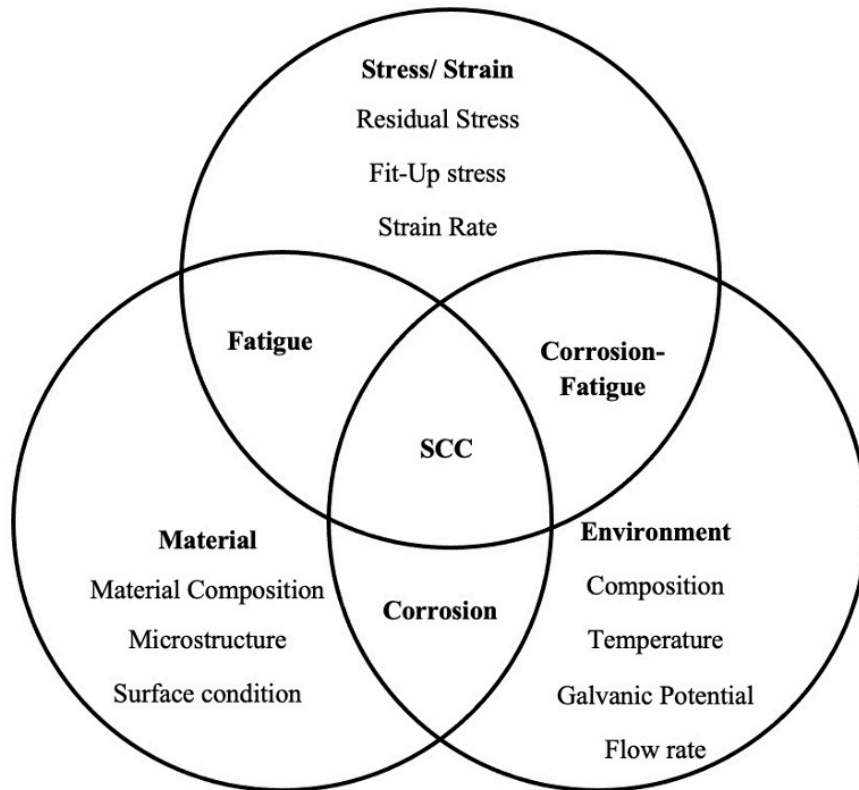 Stress/ Strain
Residual Stress
Fit-Up stress
Strain Rate
Fatigue
Corrosion-
Fatigue
SCC
Material
Material Composition
Microstructure
Surface condition
Corrosion
Environment
Composition
Temperature
Galvanic Potential
Flow rate